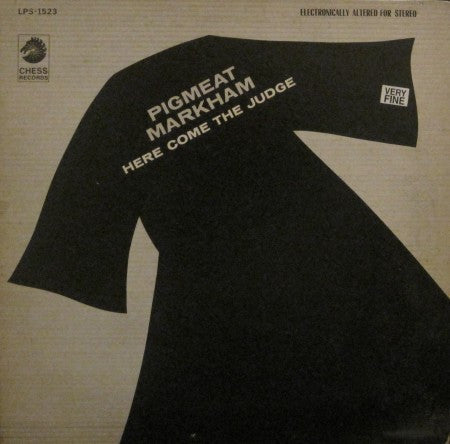 LPS-1523
ELECTRONICALLY ALTERED FOR STEREO
CHESS
RECORDS
PIGMEAT
MARKHAM
HERE COME THE JUDGE
VERY
FINE